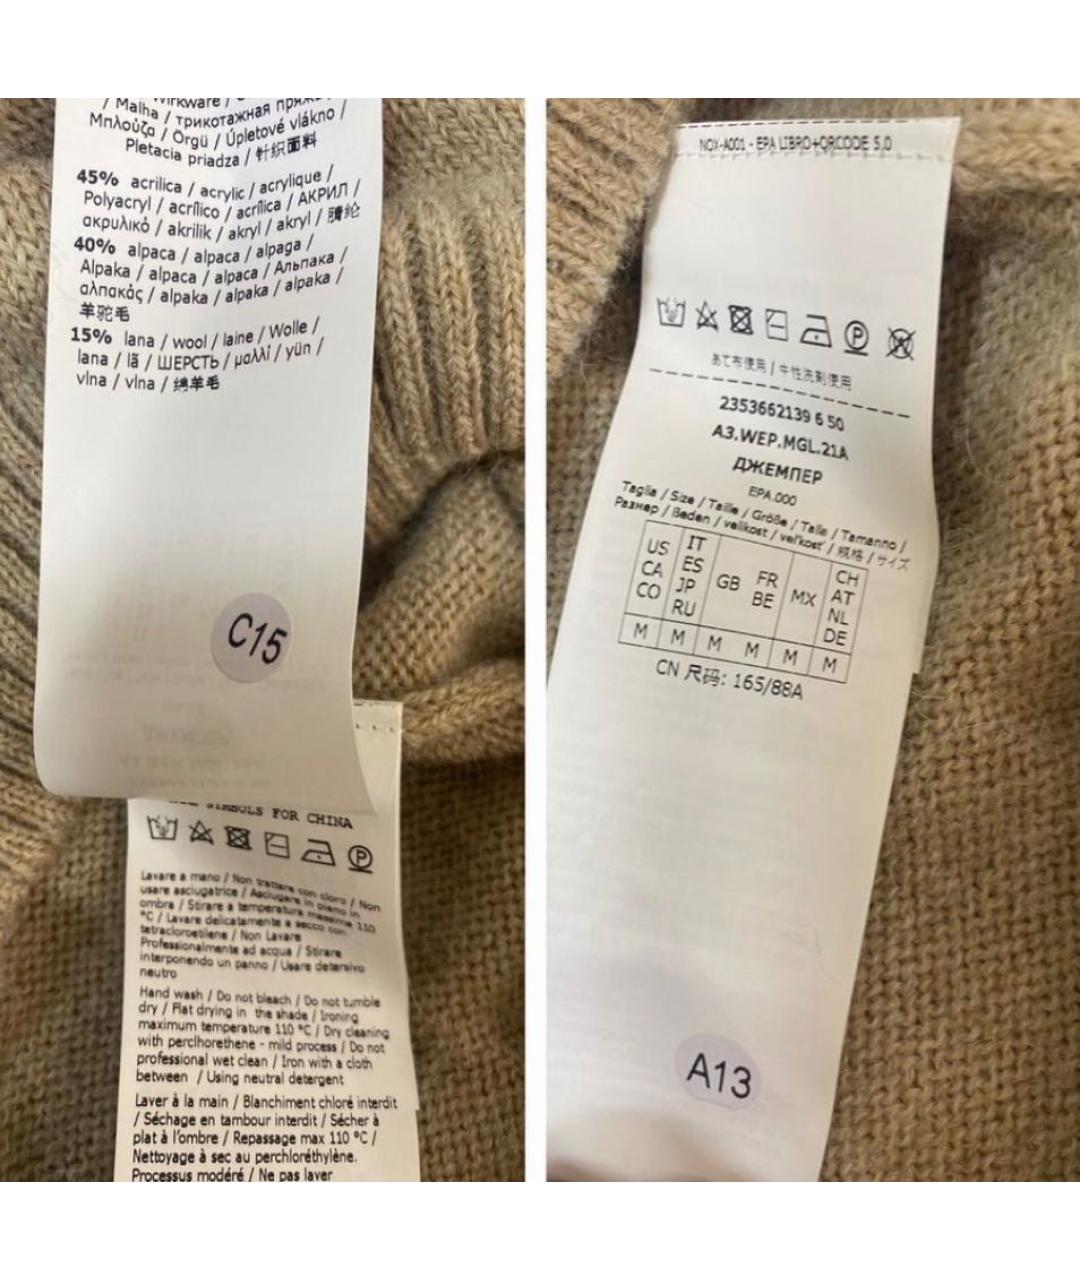 / Malha / трикотажная
Μπλούζα / Örgü / Úpletové vlákno /
Pletacia priadza / 针织面料
45% acrilica / acrylic / acrylique /
Polyacryl / acrílico / acrílica / АКРИЛ /
ακρυλικό / akrilik / akryl / akryl / 腈纶
40% alpaca / alpaca / alpaga /
Alpaka / alpaca / alpaca / Альпака /
αλπακάς / alpaka / alpaka / alpaka /
羊驼毛
15% lana / wool / laine / Wolle /
lana / lã / ШЕРСТЬ / μαλλί / yün /
vlna / vlna / 绵羊毛
C15
SIMBOLS FOR CHINA
Lavare a mano / Non trattare con cloro / Non
usare asciugatrice / Asciugare in piano in
ombra / Stirare a temperatura massima 110
°C / Lavare delicatamente a secco con
tetracloroetilene / Non Lavare
Professionalmente ad acqua / Stirare
interponendo un panno / Usare detersivo
neutro
Hand wash / Do not bleach / Do not tumble
dry / Flat drying in the shade / Ironing
maximum temperature 110 °C / Dry cleaning
with perclhorethene - mild process / Do not
professional wet clean / Iron with a cloth
between / Using neutral detergent
Laver à la main / Blanchiment chloré interdit
/ Séchage en tambour interdit / Sécher à
plat à l'ombre / Repassage max 110 °C /
Nettoyage à sec au perchloréthylène.
Processus modéré / Ne pas laver
NOX-A001 - EPA LIBRO+QRCODE 5.0
あて布使用 / 中性洗剤使用
2353662139 6 50
A3.WEP.MGL.21A
ДЖЕМПЕР
EPA.000
Taglia / Size / Taille / Größe / Talla / Tamanho /
Размер / Beden / velikost / veľkosť / 规格 / サイズ
US CA CO
IT ES JP RU
GB
FR BE
MX
CH AT NL DE
M M M M M M
CN 尺码: 165/88A
A13